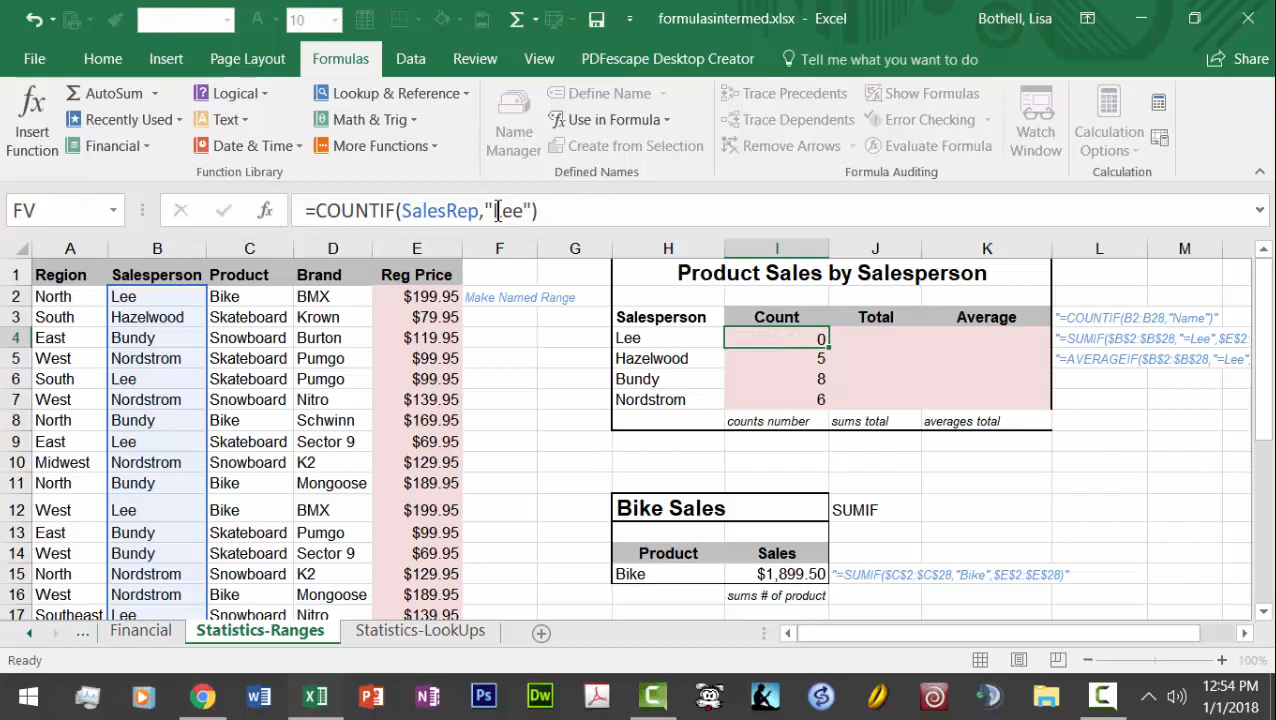 10
formulasintermed.xlsx - Excel
Bothell, Lisa
File Home Insert Page Layout Formulas Data Review View PDFescape Desktop Creator Tell me what you want to do Share
fx Insert Function
Σ AutoSum
Recently Used
Financial
Logical
Text
Date & Time
Lookup & Reference
Math & Trig
More Functions
Function Library
Name Manager
Define Name
Use in Formula
Create from Selection
Defined Names
Trace Precedents
Trace Dependents
Remove Arrows
Show Formulas
Error Checking
Evaluate Formula
Formula Auditing
Watch Window
Calculation Options
Calculation
FV fx =COUNTIF(SalesRep,"Lee")
A B C D E F G H I J K L M
1 Region Salesperson Product Brand Reg Price Product Sales by Salesperson
2 North Lee Bike BMX $199.95 Make Named Range
3 South Hazelwood Skateboard Krown $79.95 Salesperson Count Total Average "=COUNTIF(B2:B28,"Name")"
4 East Bundy Snowboard Burton $119.95 Lee 0 "=SUMIF($B$2:$B$28,"=Lee",$E$2
5 West Nordstrom Skateboard Pumgo $99.95 Hazelwood 5 "=AVERAGEIF($B$2:$B$28,"=Lee"
6 South Lee Skateboard Pumgo $99.95 Bundy 8
7 West Nordstrom Snowboard Nitro $139.95 Nordstrom 6
8 North Bundy Bike Schwinn $169.95 counts number sums total averages total
9 East Lee Skateboard Sector 9 $69.95
10 Midwest Nordstrom Snowboard K2 $129.95
11 North Bundy Bike Mongoose $189.95
12 West Lee Bike BMX $199.95 Bike Sales SUMIF
13 East Bundy Skateboard Pumgo $99.95
14 West Bundy Skateboard Sector 9 $69.95 Product Sales
15 North Nordstrom Snowboard K2 $129.95 Bike $1,899.50 "=SUMIF($C$2:$C$28,"Bike",$E$2:$E$28)"
16 West Nordstrom Bike Mongoose $189.95 sums # of product
17 Southeast Lee Snowboard Nitro $139.95
... Financial Statistics-Ranges Statistics-LookUps
Ready 100%
12:54 PM
1/1/2018